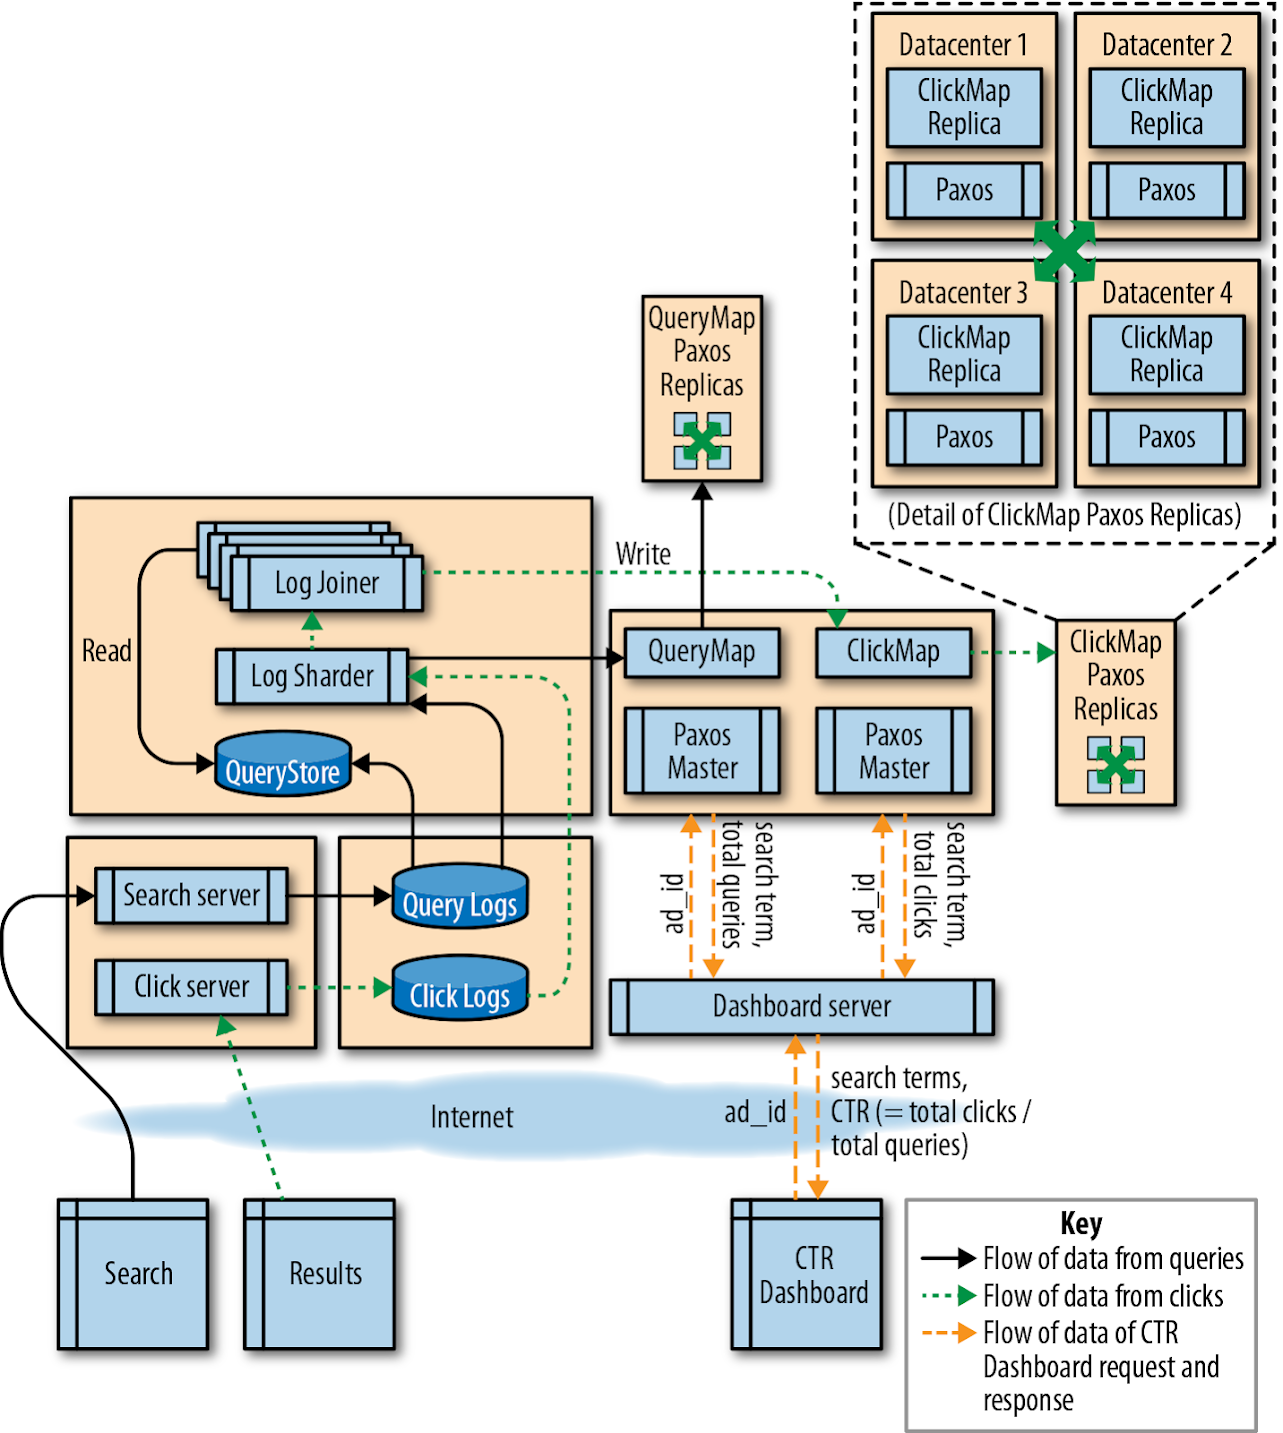 Datacenter 1
ClickMap
Replica
Paxos
Datacenter 2
ClickMap
Replica
Paxos
Datacenter 3
ClickMap
Replica
Paxos
Datacenter 4
ClickMap
Replica
Paxos
(Detail of ClickMap Paxos Replicas)
QueryMap
Paxos
Replicas
Write
Log Joiner
Read
Log Sharder
QueryStore
QueryMap
ClickMap
Paxos
Master
Paxos
Master
ClickMap
Paxos
Replicas
Search server
Click server
Query Logs
Click Logs
ad_id
search term,
total queries
ad_id
search term,
total clicks
Dashboard server
Internet
ad_id
search terms,
CTR (= total clicks /
total queries)
Search
Results
CTR
Dashboard
Key
Flow of data from queries
Flow of data from clicks
Flow of data of CTR
Dashboard request and
response